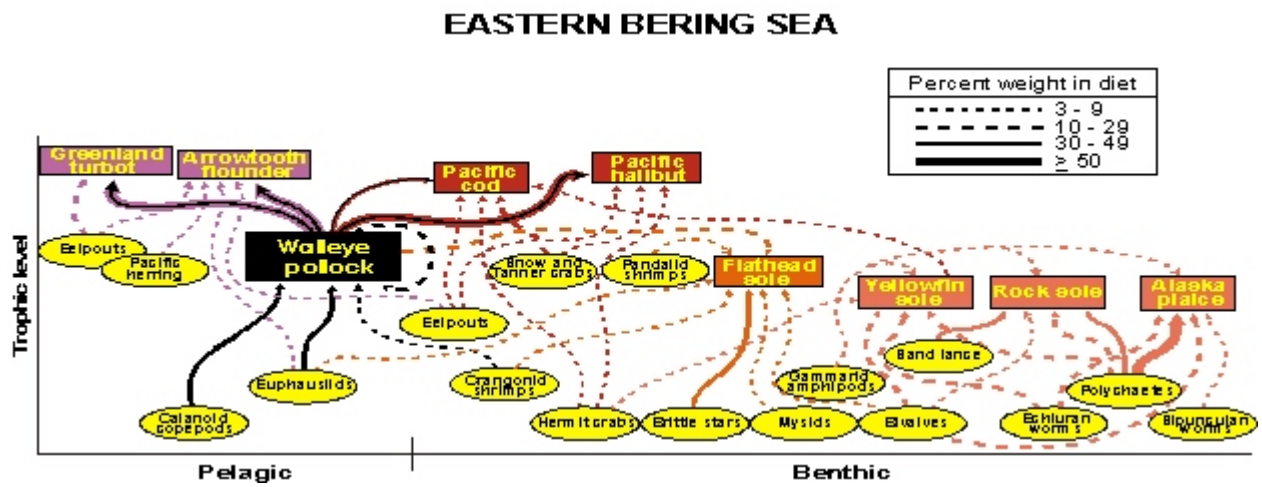 EASTERN BERING SEA
Percent weight in diet
3 - 9
10 - 29
30 - 49
≥ 50
Greenland
turbot
Arrowtooth
flounder
Pacific
cod
Pacific
halibut
Eelpouts
Pacific
herring
Walleye
pollock
Snow and
Tanner crabs
Pandalid
shrimps
Flathead
sole
Yellowfin
sole
Rock sole
Alaska
plaice
Eelpouts
Sand lance
Euphausiids
Crangonid
shrimps
Gammarid
amphipods
Polychaetes
Calanoid
copepods
Hermit crabs
Brittle stars
Mysids
Bivalves
Echiuran
worms
Sipunculan
worms
Trophic level
Pelagic
Benthic